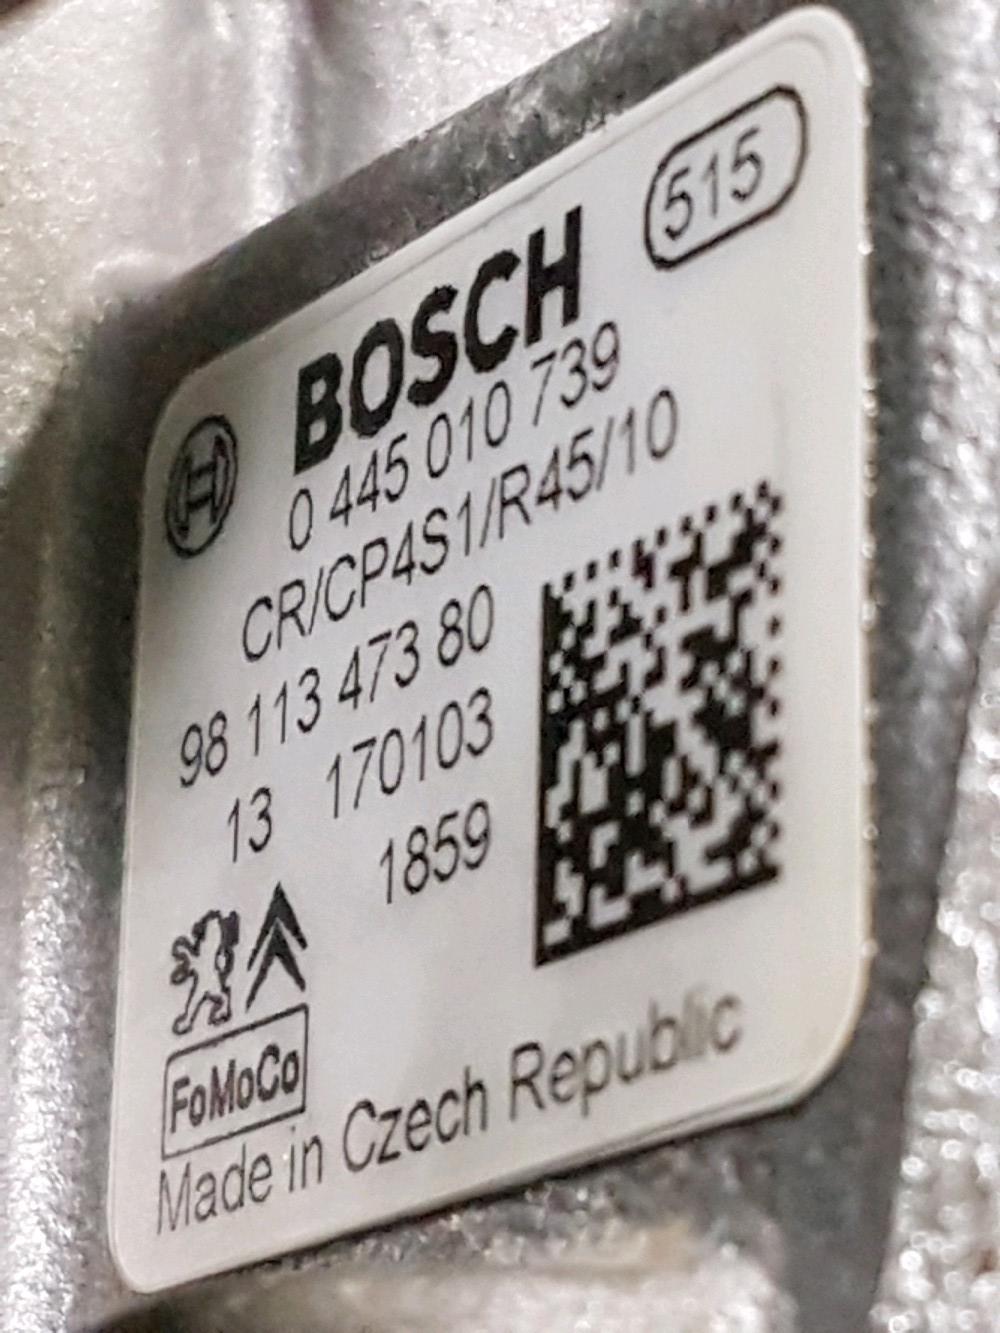 515
BOSCH
0 445 010 739
CR/CP4S1/R45/10
98 113 473 80
13 170103
1859
FoMoCo
Made in Czech Republic